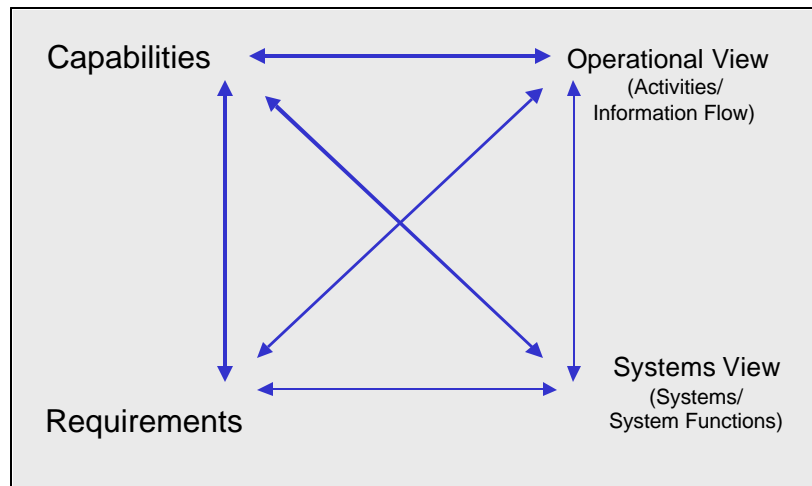 Capabilities
Operational View
(Activities/
Information Flow)
Requirements
Systems View
(Systems/
System Functions)